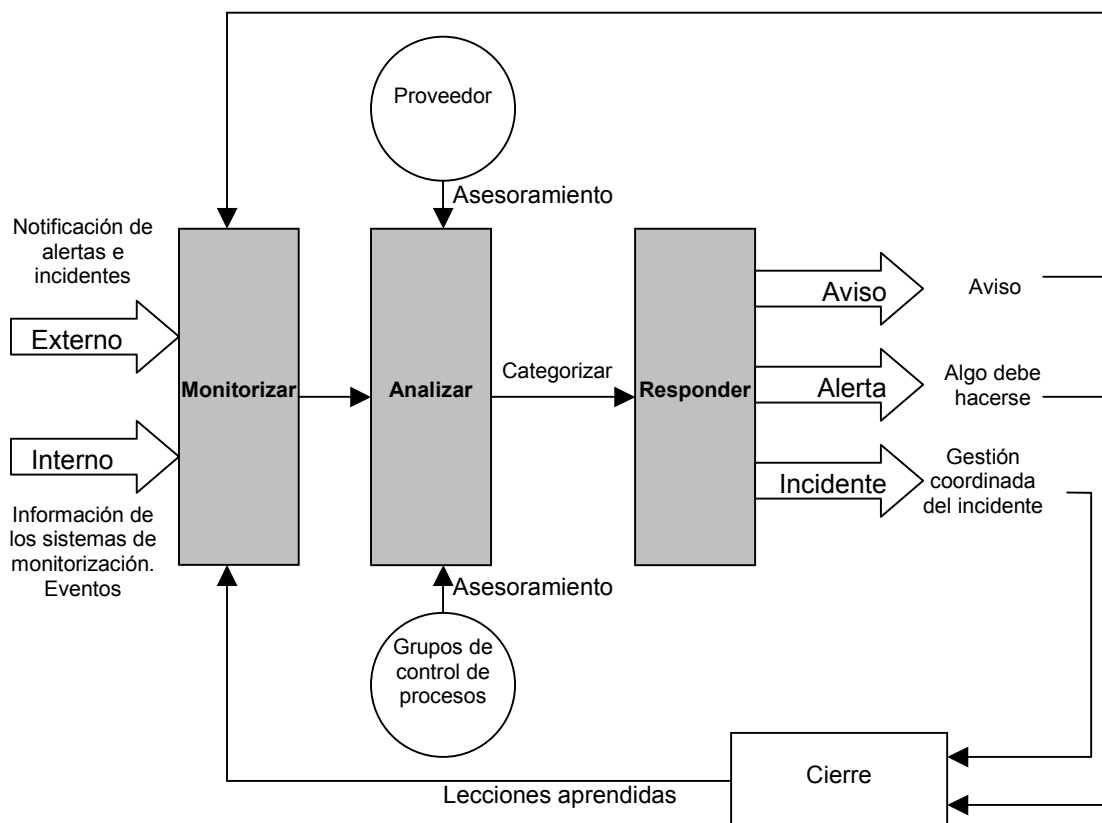 Proveedor
Asesoramiento
Notificación de
alertas e
incidentes
Externo
Interno
Información de
los sistemas de
monitorización.
Eventos
Monitorizar
Analizar
Categorizar
Responder
Aviso
Aviso
Alerta
Algo debe
hacerse
Incidente
Gestión
coordinada
del incidente
Asesoramiento
Grupos de
control de
procesos
Cierre
Lecciones aprendidas